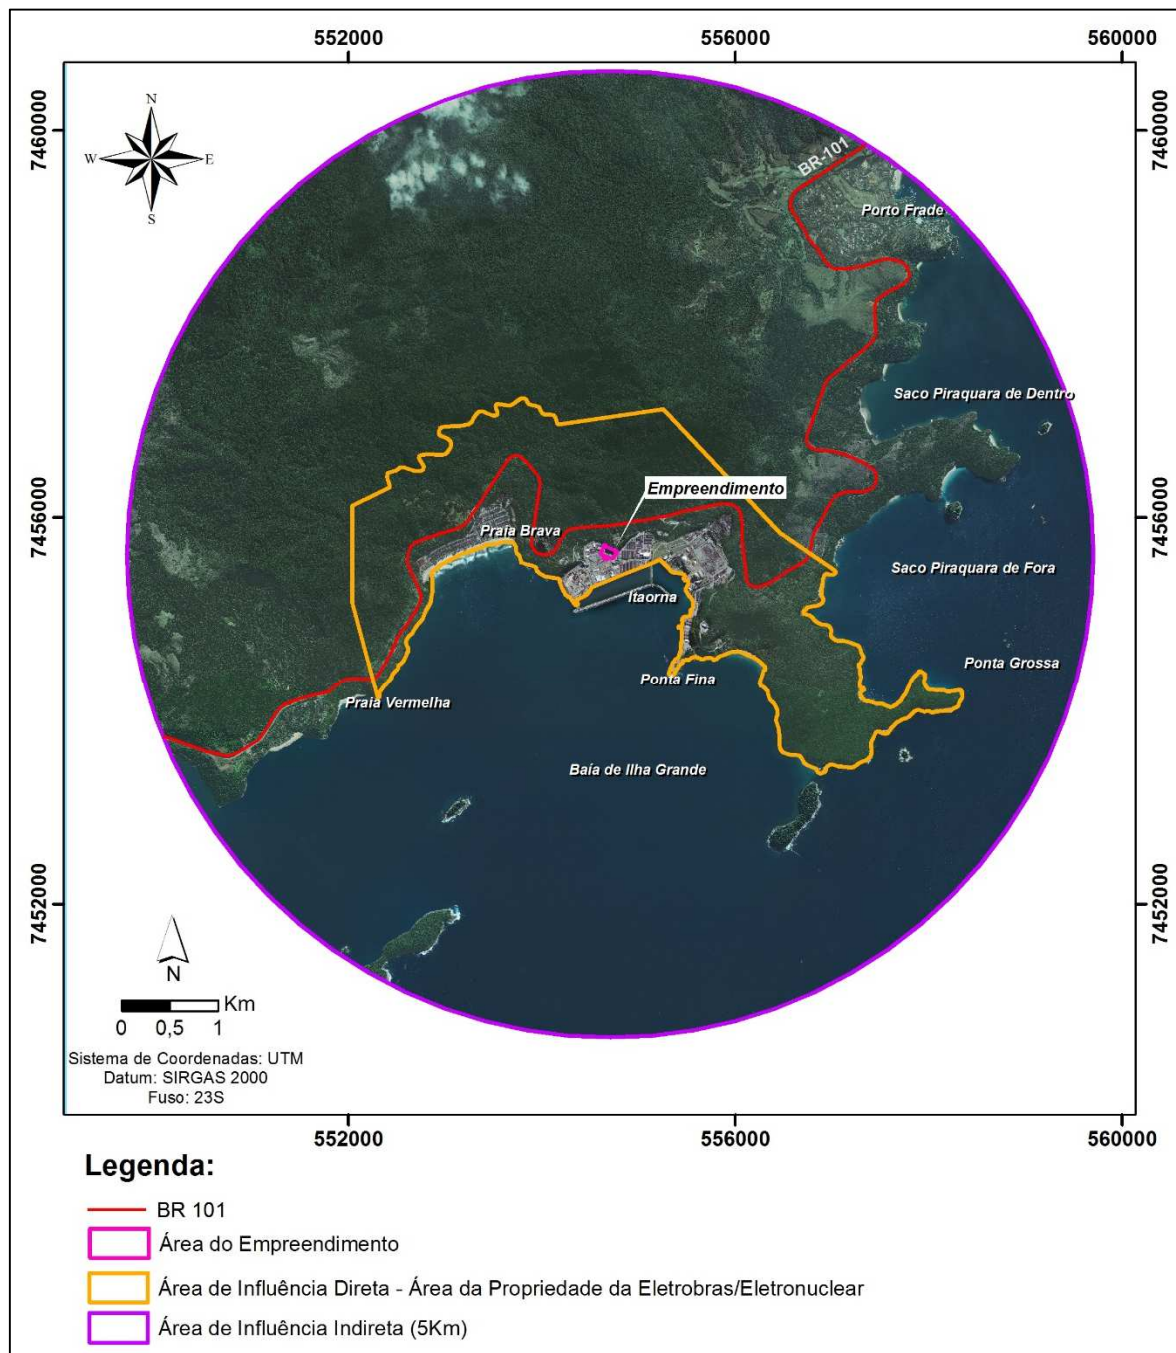 552000
556000
560000
7460000
7460000
N
W
E
S
BR-101
Porto Frade
Saco Piraquara de Dentro
Empreendimento
7456000
7456000
Praia Brava
Saco Piraquara de Fora
Itaorna
Ponta Grossa
Ponta Fina
Praia Vermelha
Baía de Ilha Grande
7452000
7452000
N
Km
0 0,5 1
Sistema de Coordenadas: UTM
Datum: SIRGAS 2000
Fuso: 23S
552000
556000
560000
Legenda:
BR 101
Área do Empreendimento
Área de Influência Direta - Área da Propriedade da Eletrobras/Eletronuclear
Área de Influência Indireta (5Km)